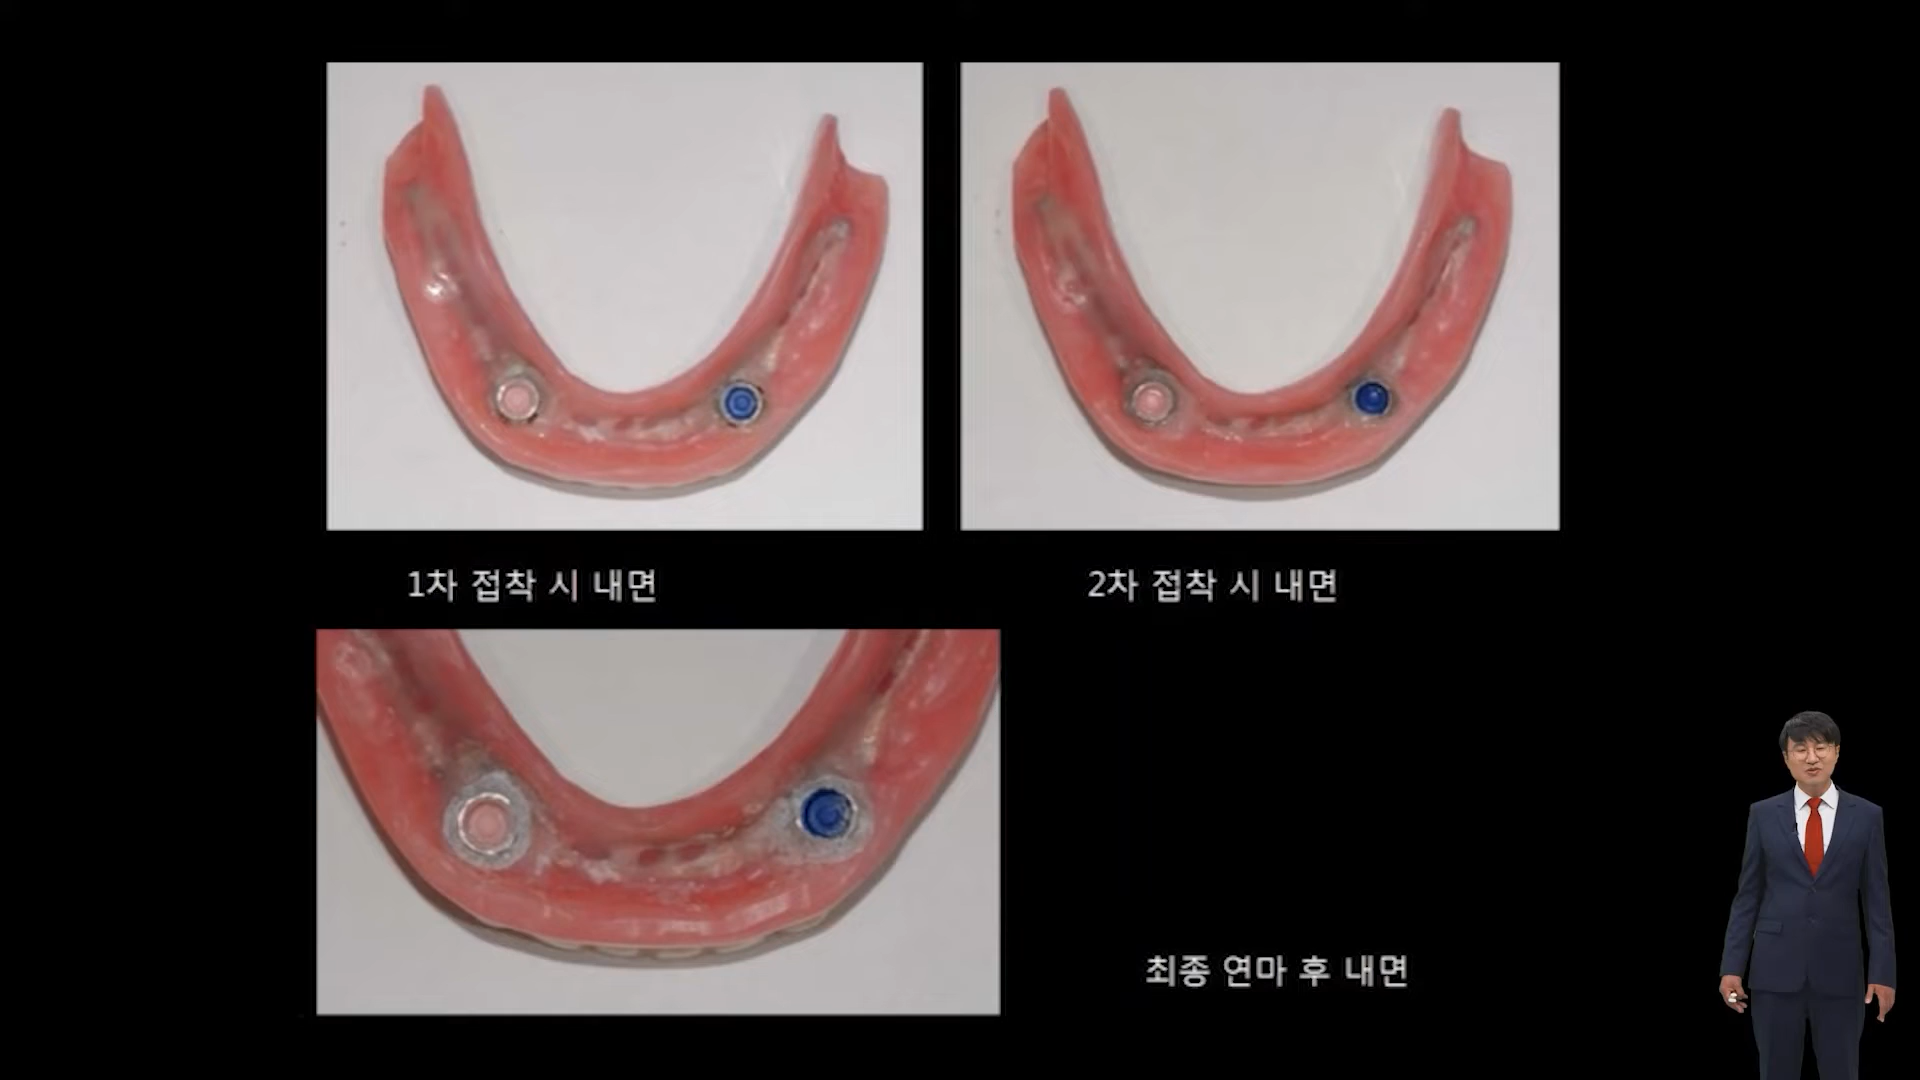 1차 접착 시 내면
2차 접착 시 내면
최종 연마 후 내면